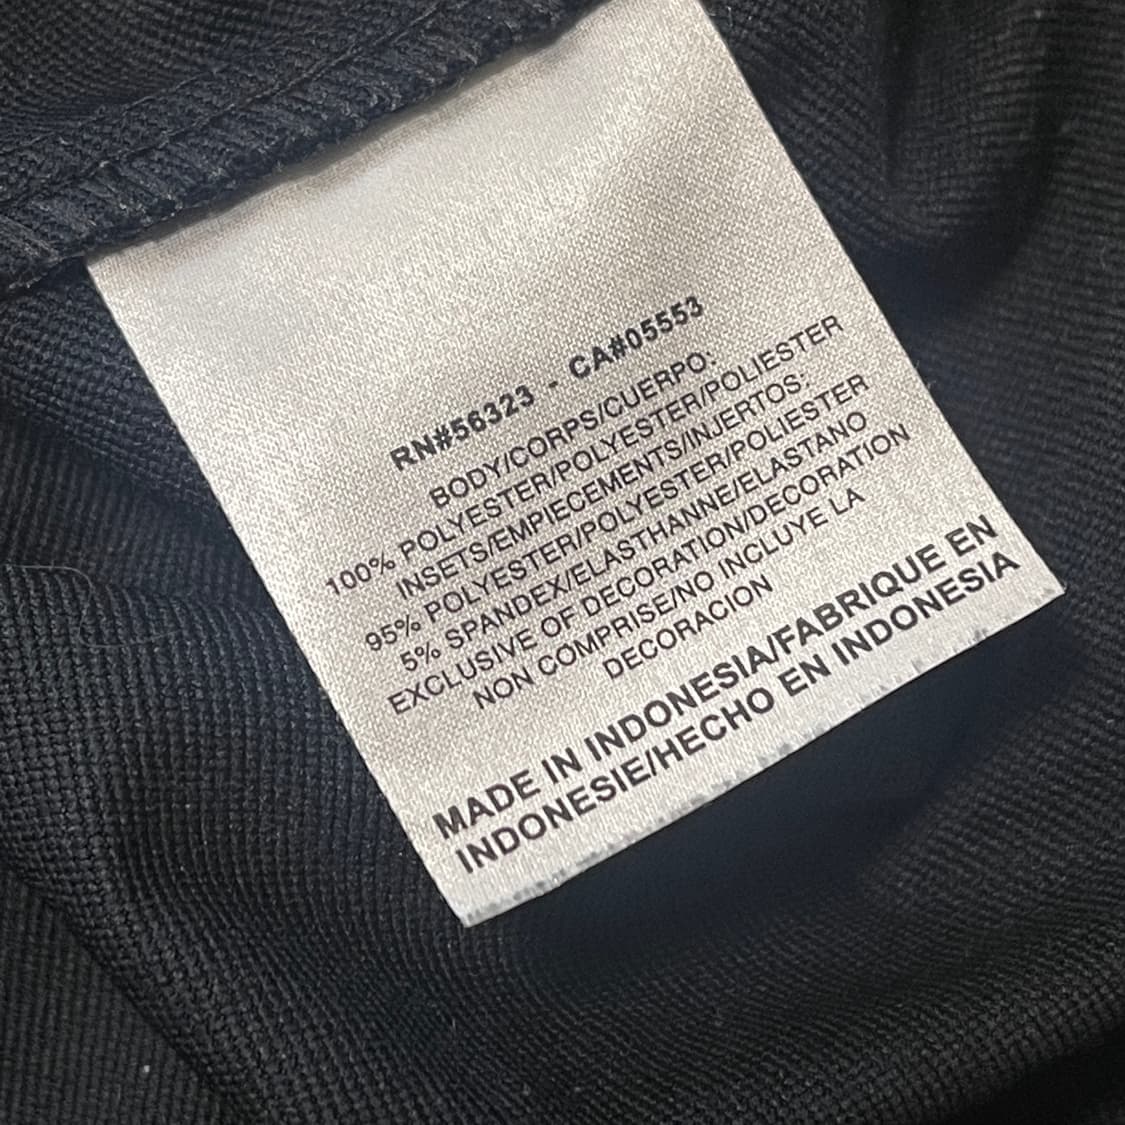 RN#56323 - CA#05553
BODY/CORPS/CUERPO:
100% POLYESTER/POLYESTER/POLIESTER
INSETS/EMPIECEMENTS/INJERTOS:
95% POLYESTER/POLYESTER/POLIESTER
5% SPANDEX/ELASTHANNE/ELASTANO
EXCLUSIVE OF DECORATION/DECORATION
NON COMPRISE/NO INCLUYE LA
DECORACION
MADE IN INDONESIA/FABRIQUE EN
INDONESIE/HECHO EN INDONESIA